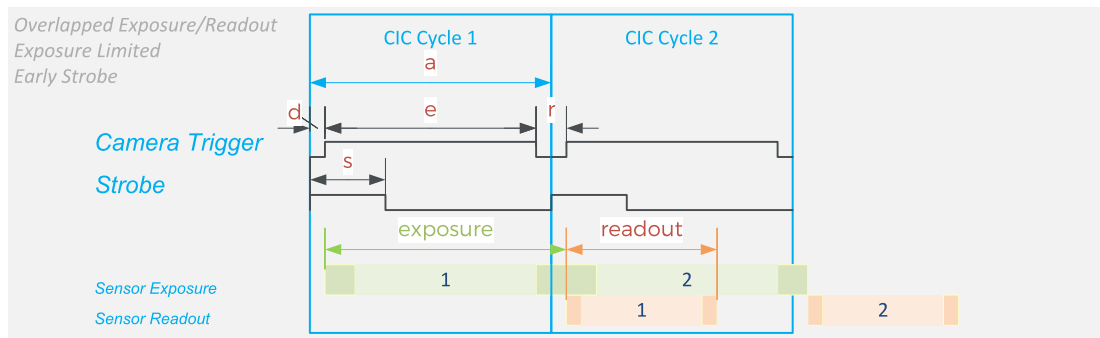 Overlapped Exposure/Readout
Exposure Limited
Early Strobe
CIC Cycle 1
CIC Cycle 2
a
d
e
r
Camera Trigger
s
Strobe
exposure
readout
Sensor Exposure
1
2
Sensor Readout
1
2